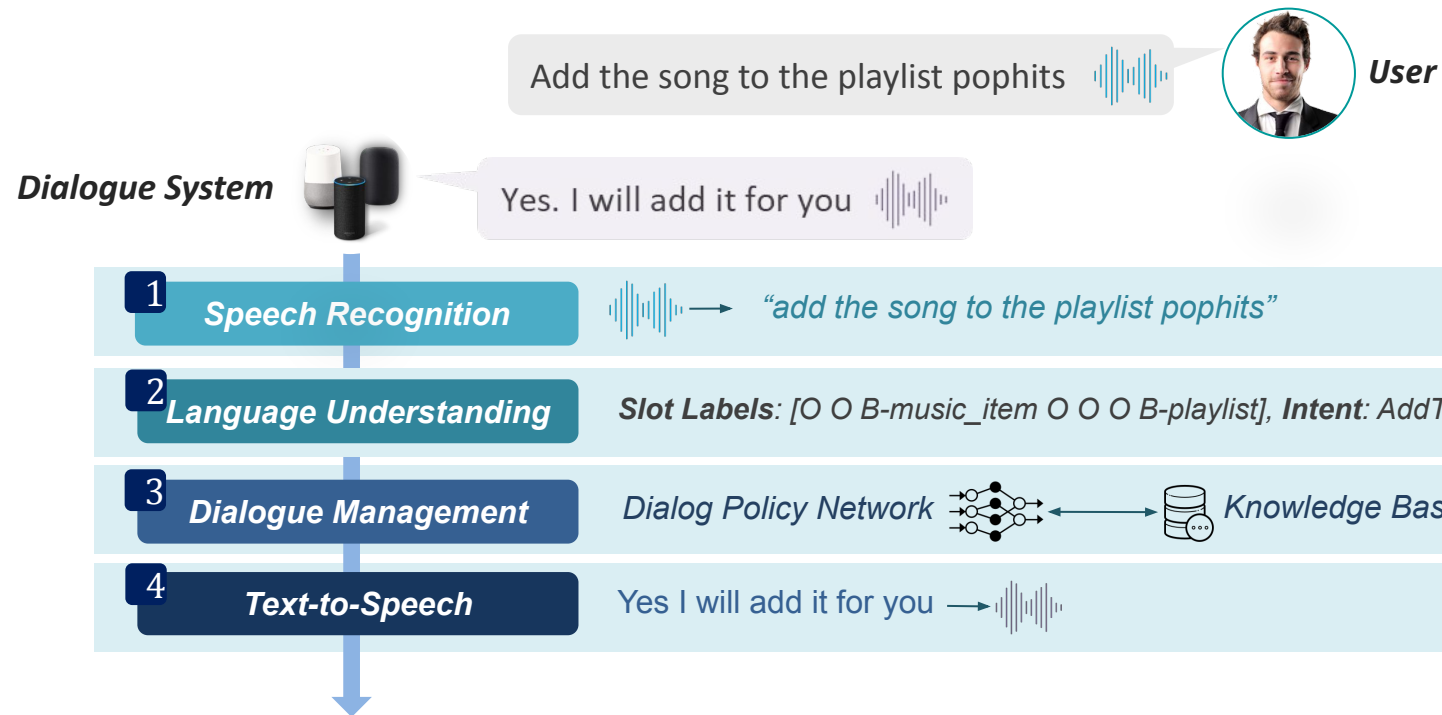 Add the song to the playlist pophits
User
Dialogue System
Yes. I will add it for you
1
Speech Recognition
“add the song to the playlist pophits”
2
Language Understanding
Slot Labels: [O O B-music_item O O O B-playlist], Intent: AddT
3
Dialogue Management
Dialog Policy Network
Knowledge Bas
4
Text-to-Speech
Yes I will add it for you